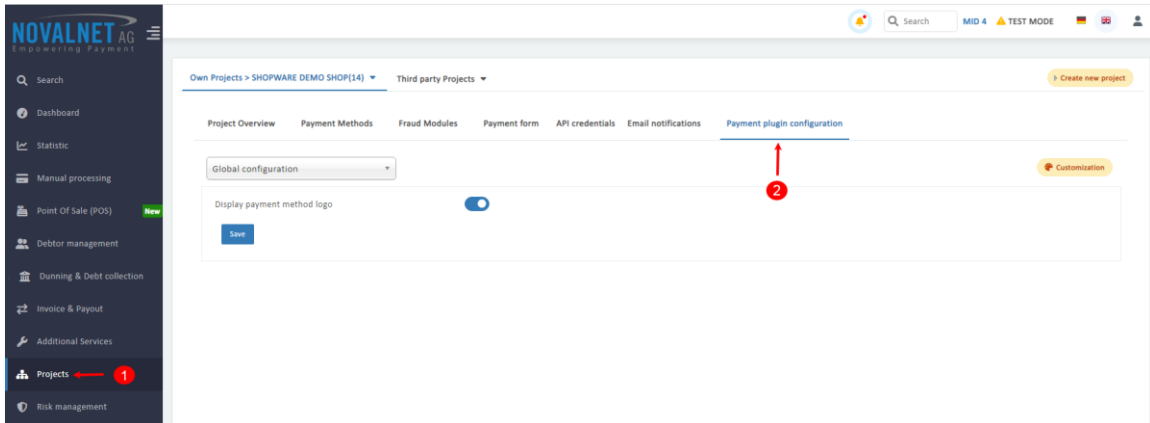 NOVALNET AG
Empowering Payment
Search
MID 4
TEST MODE
Search
Dashboard
Statistic
Manual processing
Point Of Sale (POS)
New
Debtor management
Dunning & Debt collection
Invoice & Payout
Additional Services
Projects
1
Risk management
Own Projects > SHOPWARE DEMO SHOP(14)
Third party Projects
Create new project
Project Overview
Payment Methods
Fraud Modules
Payment form
API credentials
Email notifications
Payment plugin configuration
2
Global configuration
Customization
Display payment method logo
Save